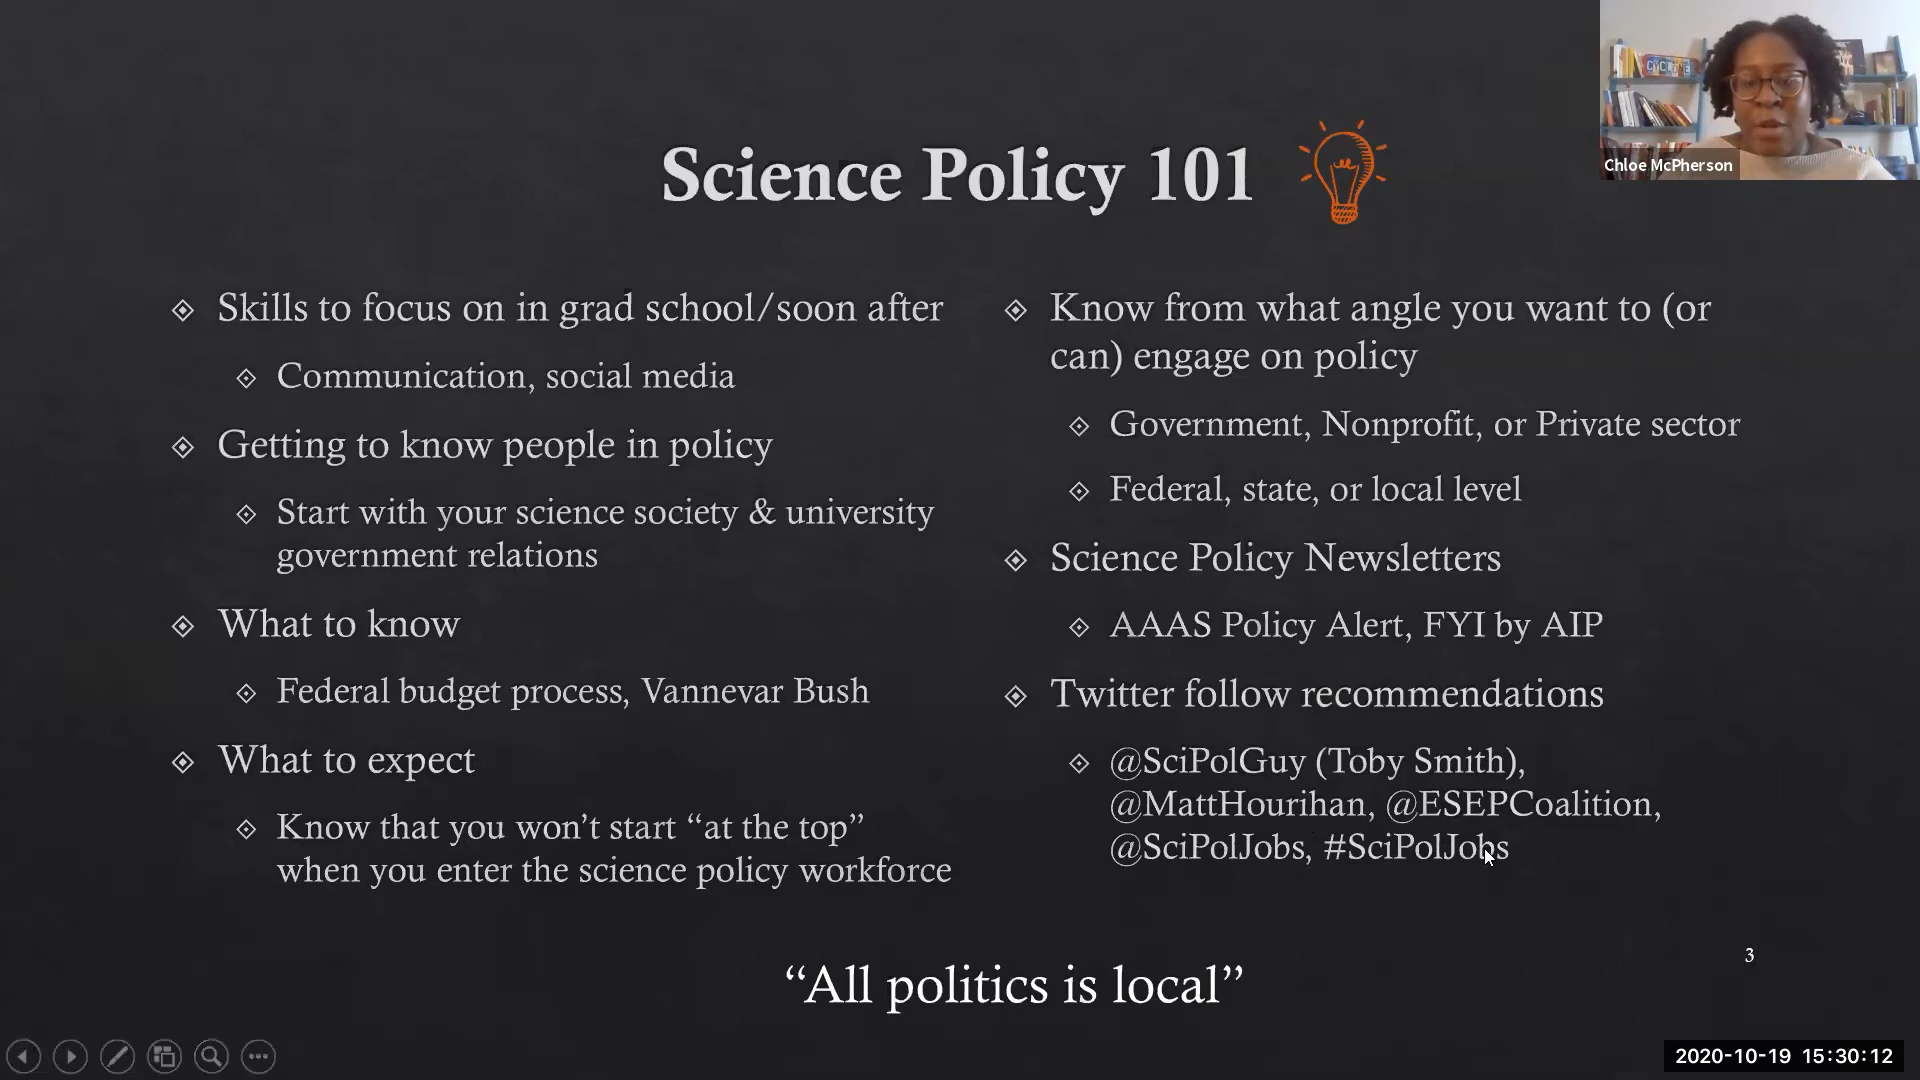 CYCLONE
Chloe McPherson
Science Policy 101
Skills to focus on in grad school/soon after
Communication, social media
Getting to know people in policy
Start with your science society & university
government relations
What to know
Federal budget process, Vannevar Bush
What to expect
Know that you won’t start “at the top”
when you enter the science policy workforce
Know from what angle you want to (or
can) engage on policy
Government, Nonprofit, or Private sector
Federal, state, or local level
Science Policy Newsletters
AAAS Policy Alert, FYI by AIP
Twitter follow recommendations
@SciPolGuy (Toby Smith),
@MattHourihan, @ESEPCoalition,
@SciPolJobs, #SciPolJobs
3
“All politics is local”
2020-10-19 15:30:12